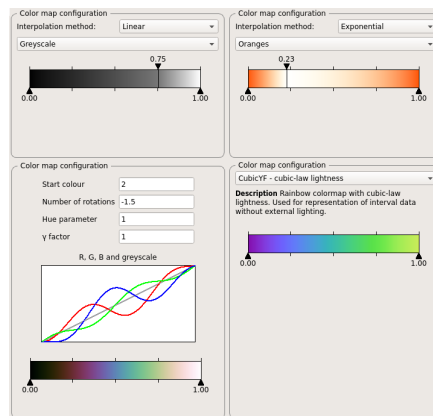 Color map configuration
Interpolation method: Linear
Greyscale
0.75
0.00 1.00
Color map configuration
Interpolation method: Exponential
Oranges
0.23
0.00 1.00
Color map configuration
Start colour 2
Number of rotations -1.5
Hue parameter 1
γ factor 1
R, G, B and greyscale
0.00 1.00
Color map configuration
CubicYF - cubic-law lightness
Description Rainbow colormap with cubic-law
lightness. Used for representation of interval data
without external lighting.
0.00 1.00